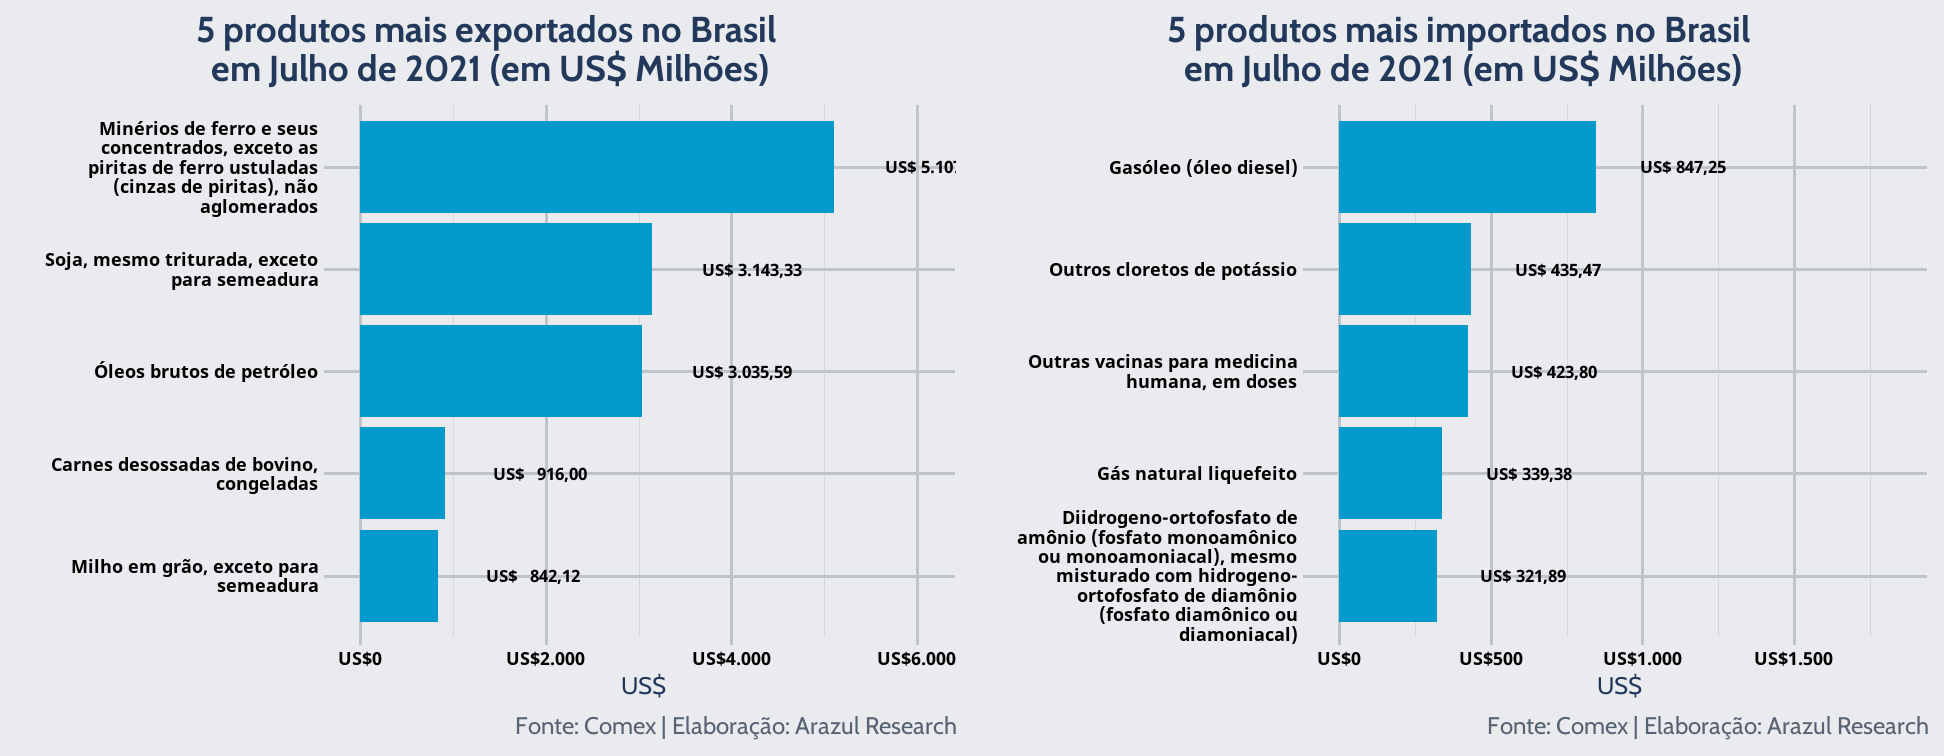 5 produtos mais exportados no Brasil
em Julho de 2021 (em US$ Milhões)
Minérios de ferro e seus
concentrados, exceto as
piritas de ferro ustuladas
(cinzas de piritas), não
aglomerados
US$ 5.107
Soja, mesmo triturada, exceto
para semeadura
US$ 3.143,33
Óleos brutos de petróleo
US$ 3.035,59
Carnes desossadas de bovino,
congeladas
US$ 916,00
Milho em grão, exceto para
semeadura
US$ 842,12
US$0 US$2.000 US$4.000 US$6.000
US$
Fonte: Comex | Elaboração: Arazul Research
5 produtos mais importados no Brasil
em Julho de 2021 (em US$ Milhões)
Gasóleo (óleo diesel)
US$ 847,25
Outros cloretos de potássio
US$ 435,47
Outras vacinas para medicina
humana, em doses
US$ 423,80
Gás natural liquefeito
US$ 339,38
Diidrogeno-ortofosfato de
amônio (fosfato monoamônico
ou monoamoniacal), mesmo
misturado com hidrogeno-
ortofosfato de diamônio
(fosfato diamônico ou
diamoniacal)
US$ 321,89
US$0 US$500 US$1.000 US$1.500
US$
Fonte: Comex | Elaboração: Arazul Research